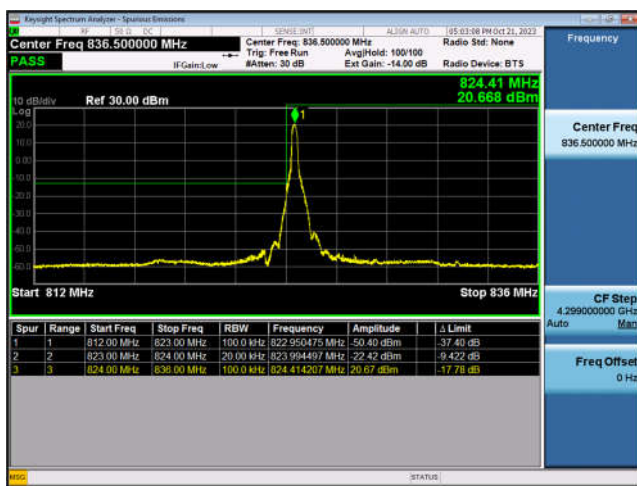 Keysight Spectrum Analyzer - Spurious Emissions
RF 50 Ω DC SENSE:INT ALIGN AUTO 05:03:08 PM Oct 21, 2023
Center Freq 836.500000 MHz
Center Freq: 836.500000 MHz
Radio Std: None
Trig: Free Run Avg|Hold: 100/100
PASS
IFGain:Low
#Atten: 30 dB Ext Gain: -14.00 dB Radio Device: BTS
Frequency
824.41 MHz
10 dB/div Ref 30.00 dBm 20.668 dBm
Log
1
20.0
10.0
0.00
-10.0
-20.0
-30.0
-40.0
-50.0
-60.0
Start 812 MHz Stop 836 MHz
Center Freq
836.500000 MHz
CF Step
4.299000000 GHz
Auto Man
Freq Offset
0 Hz
Spur Range Start Freq Stop Freq RBW Frequency Amplitude Δ Limit
1 1 812.00 MHz 823.00 MHz 100.0 kHz 822.950475 MHz -50.40 dBm -37.40 dB
2 2 823.00 MHz 824.00 MHz 20.00 kHz 823.994497 MHz -22.42 dBm -9.422 dB
3 3 824.00 MHz 836.00 MHz 100.0 kHz 824.414207 MHz 20.67 dBm -17.78 dB
MSG STATUS